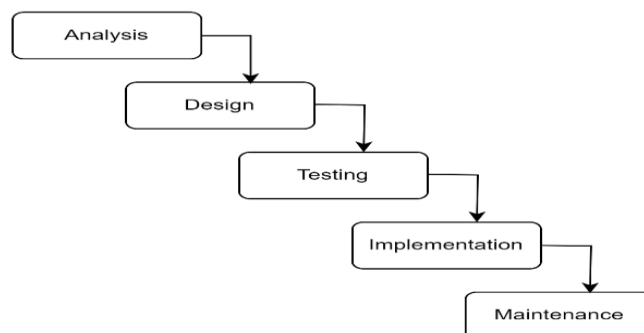 Analysis
Design
Testing
Implementation
Maintenance